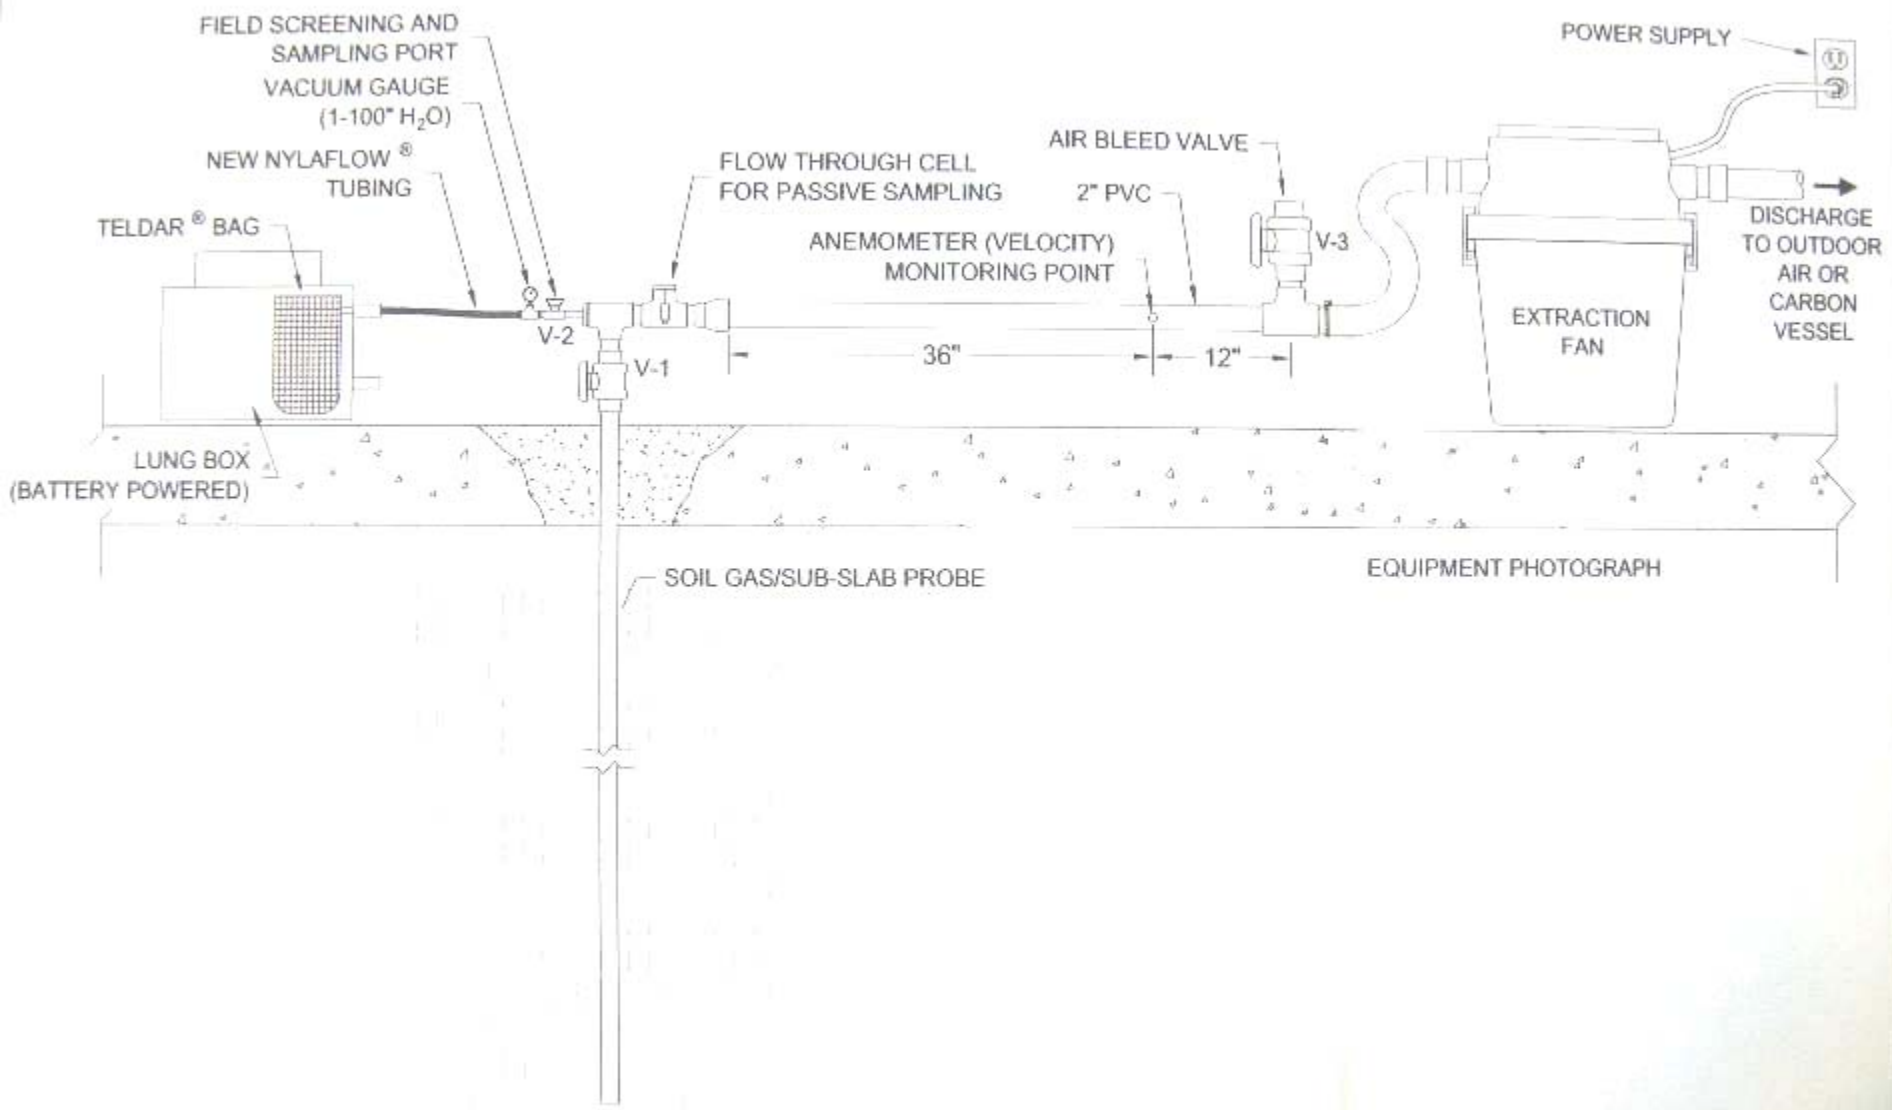 FIELD SCREENING AND
SAMPLING PORT
VACUUM GAUGE
(1-100" H₂O)
NEW NYLAFLOW ®
TUBING
TELDAR ® BAG
LUNG BOX
(BATTERY POWERED)
V-2
V-1
FLOW THROUGH CELL
FOR PASSIVE SAMPLING
ANEMOMETER (VELOCITY)
MONITORING POINT
2" PVC
AIR BLEED VALVE
V-3
36"
12"
POWER SUPPLY
EXTRACTION
FAN
DISCHARGE
TO OUTDOOR
AIR OR
CARBON
VESSEL
SOIL GAS/SUB-SLAB PROBE
EQUIPMENT PHOTOGRAPH